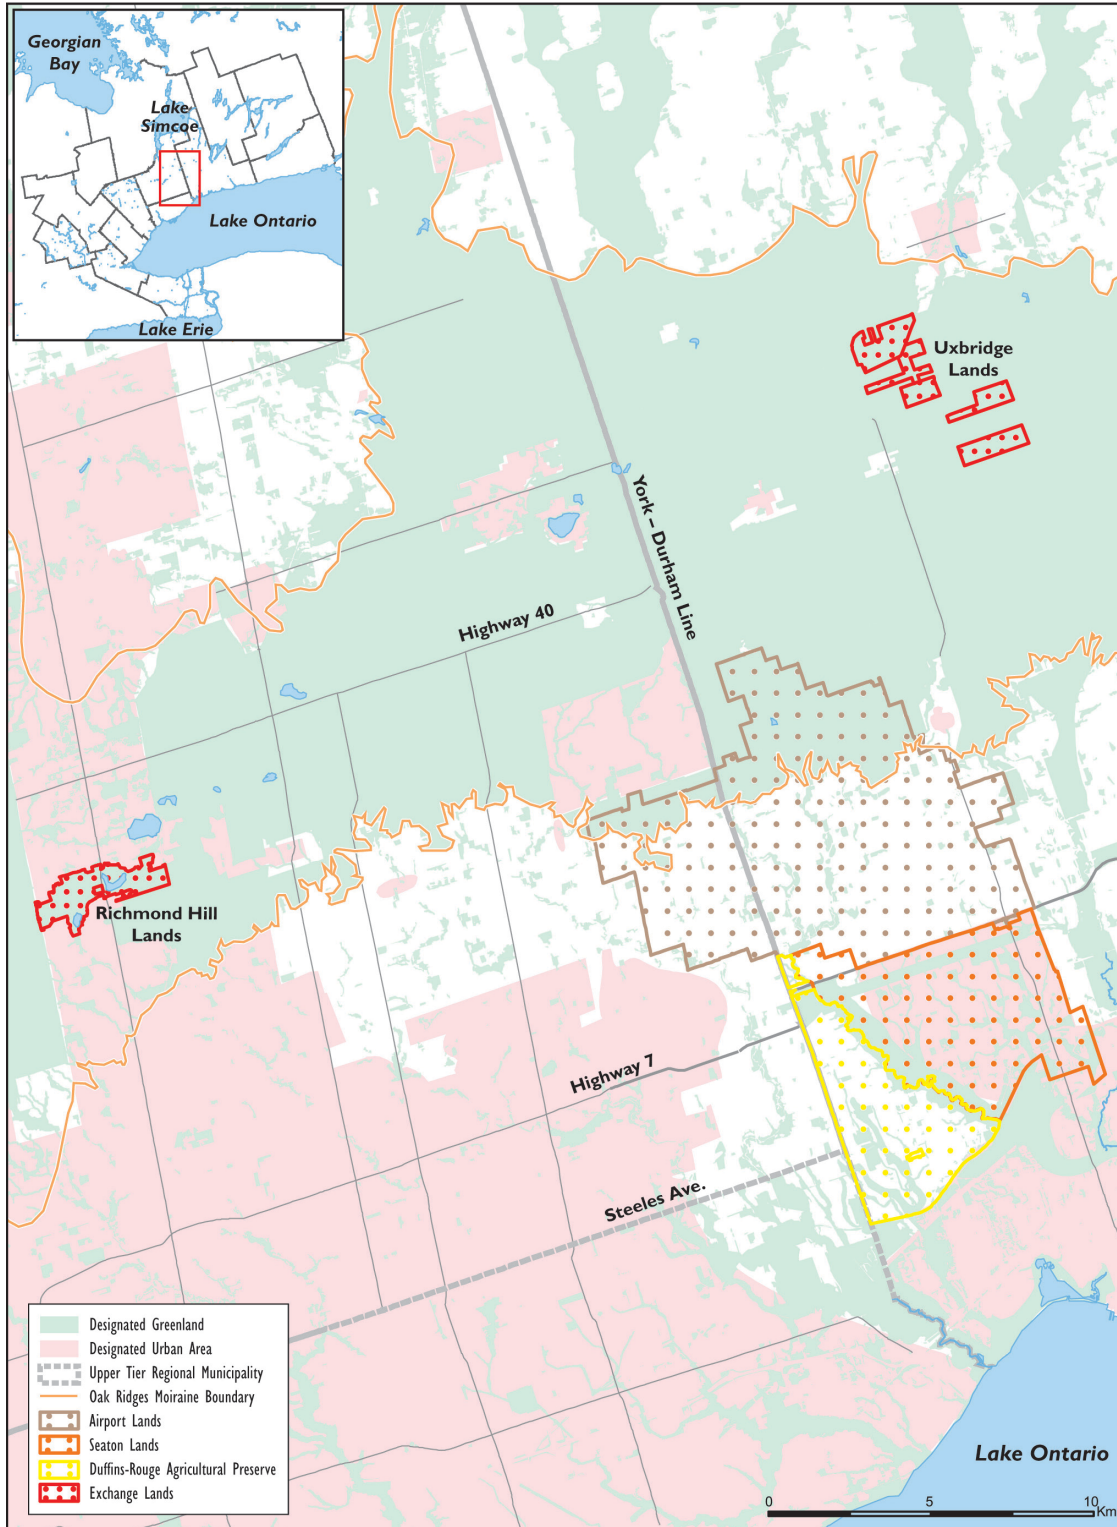 Georgian
Bay
Lake
Simcoe
Lake Ontario
Lake Erie
Uxbridge
Lands
York – Durham Line
Highway 40
Richmond Hill
Lands
Highway 7
Steeles Ave.
Designated Greenland
Designated Urban Area
Upper Tier Regional Municipality
Oak Ridges Moiraine Boundary
Airport Lands
Seaton Lands
Duffins-Rouge Agricultural Preserve
Exchange Lands
Lake Ontario
0 5 10
Km